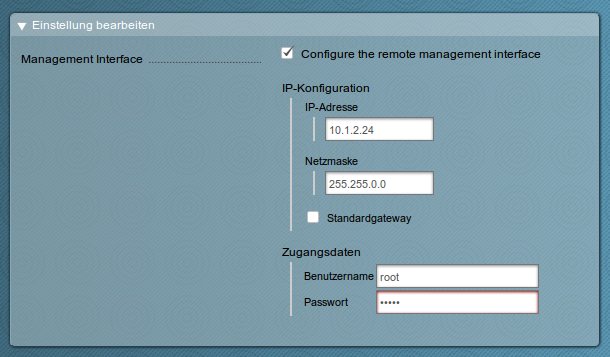 Einstellung bearbeiten
Management Interface
Configure the remote management interface
IP-Konfiguration
IP-Adresse
10.1.2.24
Netzmaske
255.255.0.0
Standardgateway
Zugangsdaten
Benutzername root
Passwort •••••